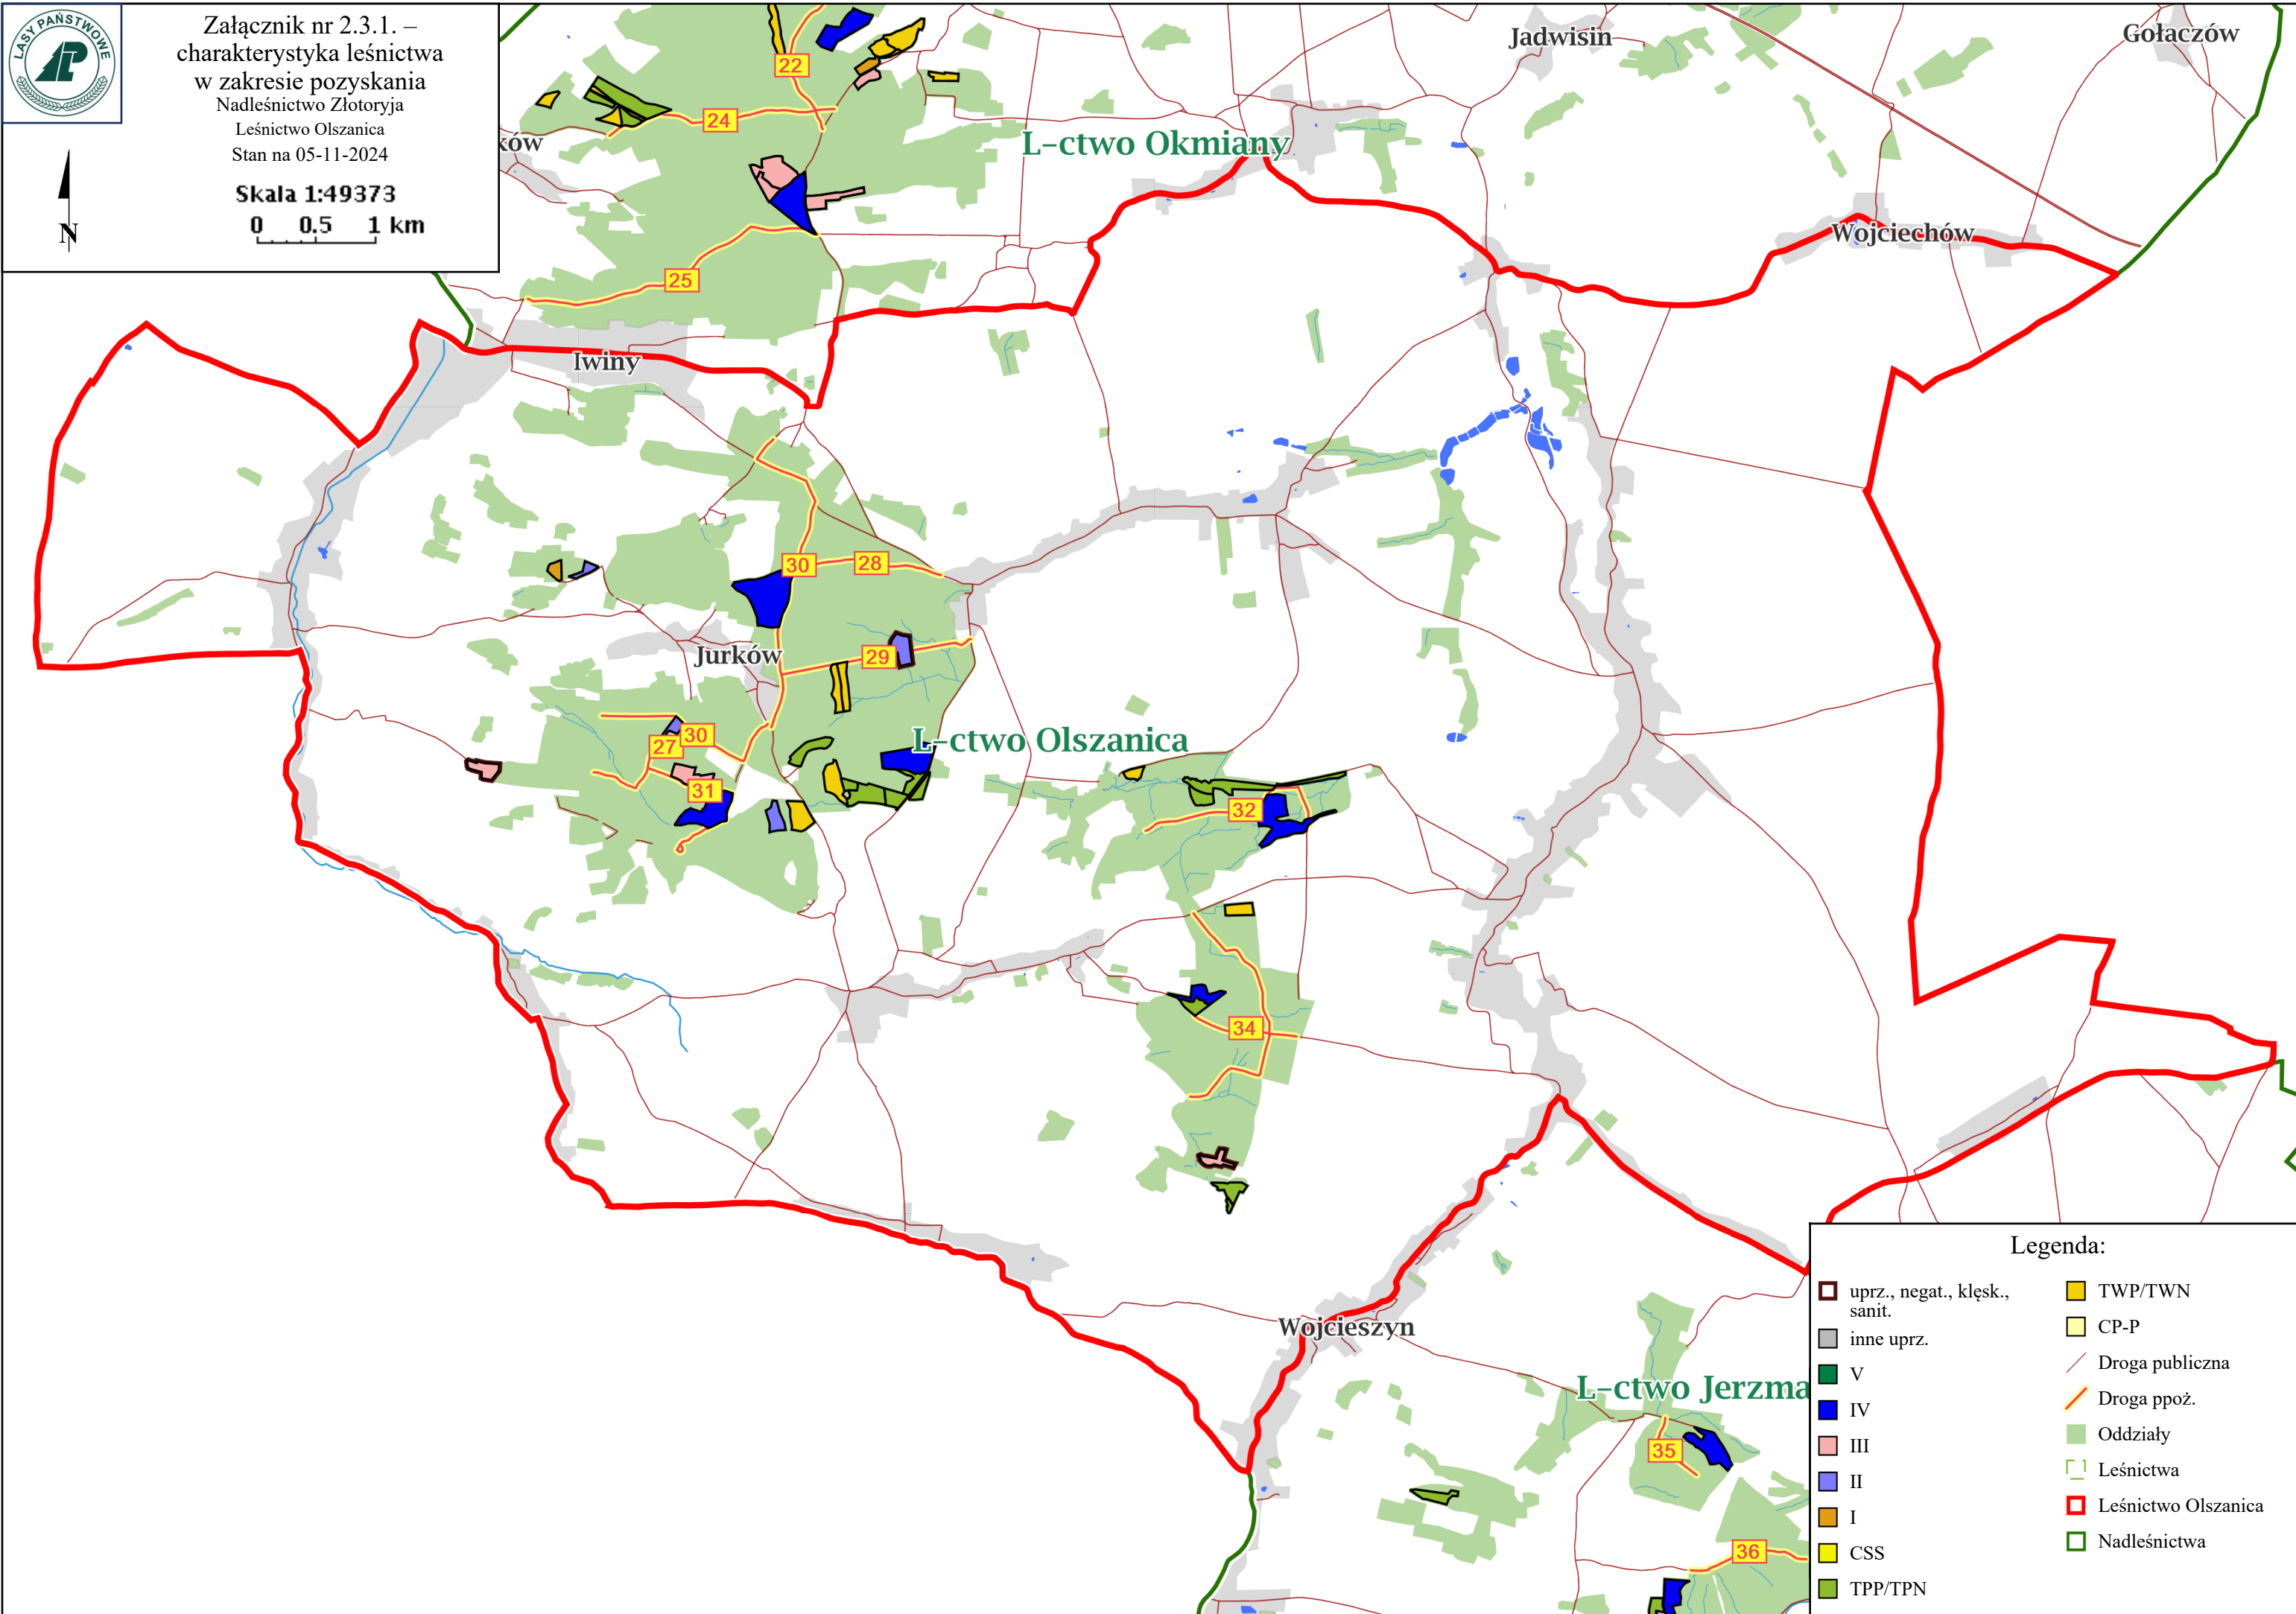 LASY PAŃSTWOWE
Załącznik nr 2.3.1. –
charakterystyka leśnictwa
w zakresie pozyskania
Nadleśnictwo Złotoryja
Leśnictwo Olszanica
Stan na 05-11-2024
Skala 1:49373
0 0.5 1 km
N
Jadwisin
Gołaczów
22
24
ków
L-ctwo Okmiany
Wojciechów
25
Iwiny
30
28
Jurków
29
30
27
L-ctwo Olszanica
31
32
34
Wojcieszyn
L-ctwo Jerzma
35
36
Legenda:
uprz., negat., klęsk.,
sanit.
inne uprz.
V
IV
III
II
I
CSS
TPP/TPN
TWP/TWN
CP-P
Droga publiczna
Droga ppoż.
Oddziały
Leśnictwa
Leśnictwo Olszanica
Nadleśnictwa